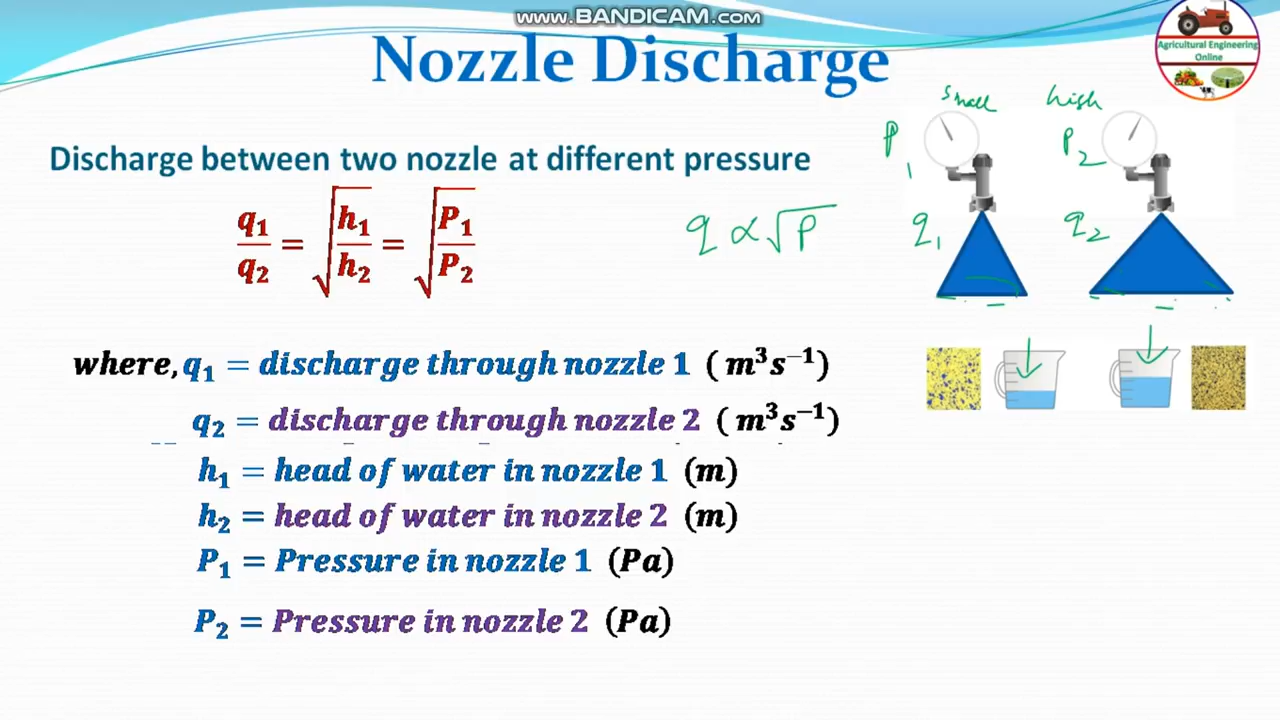 www.BANDICAM.com
Nozzle Discharge
Agricultural Engineering
Online
small high
P1 P2
Discharge between two nozzle at different pressure
q₁/q₂ = √(h₁/h₂) = √(P₁/P₂)
q ∝ √P
q1 q2
where, q₁ = discharge through nozzle 1 ( m³s⁻¹)
q₂ = discharge through nozzle 2 ( m³s⁻¹)
h₁ = head of water in nozzle 1 (m)
h₂ = head of water in nozzle 2 (m)
P₁ = Pressure in nozzle 1 (Pa)
P₂ = Pressure in nozzle 2 (Pa)